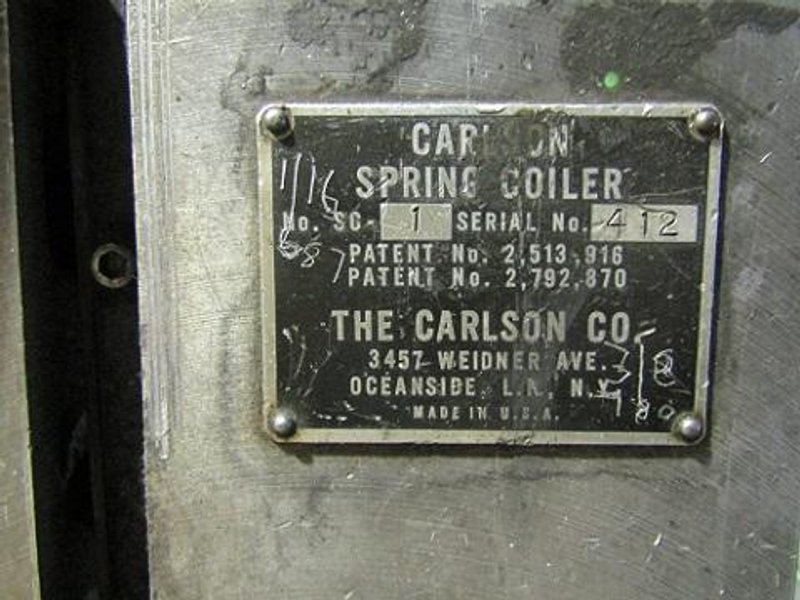 CARLSON
SPRING COILER
No. SC- 1 SERIAL No. 412
PATENT No. 2,513,916
PATENT No. 2,792,870
THE CARLSON CO.
3457 WEIDNER AVE.
OCEANSIDE, L.I., N.Y.
MADE IN U.S.A.